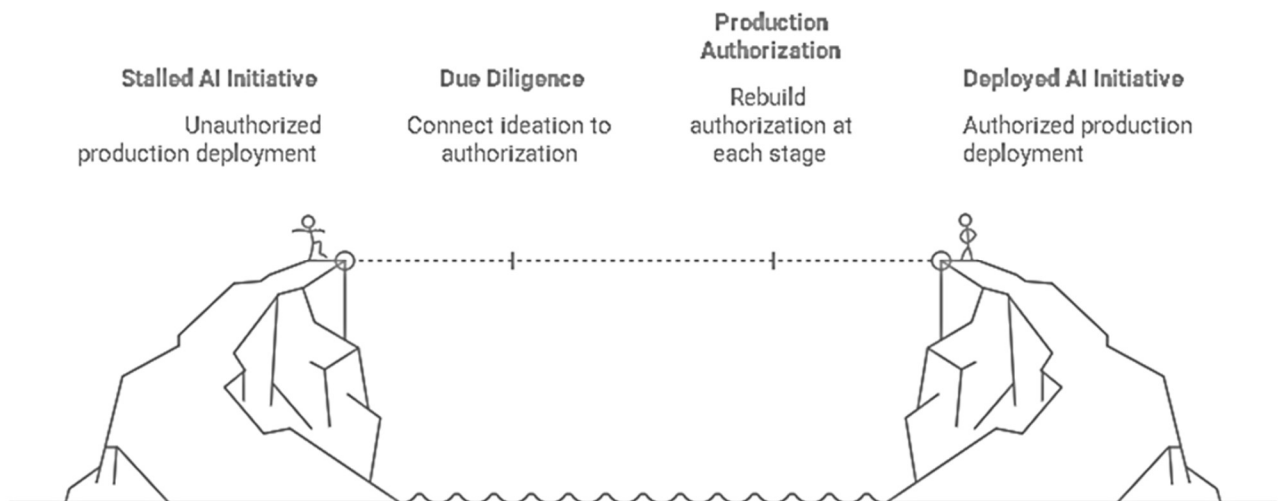 Stalled AI Initiative
Unauthorized
production deployment
Due Diligence
Connect ideation to
authorization
Production
Authorization
Rebuild
authorization at
each stage
Deployed AI Initiative
Authorized production
deployment